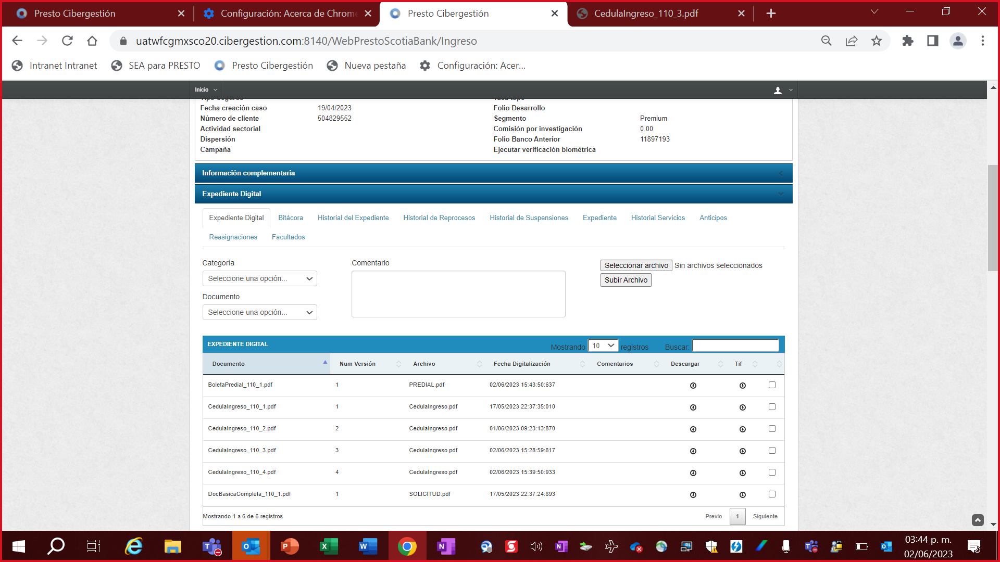 Presto Cibergestión
Configuración: Acerca de Chrome
Presto Cibergestión
CedulaIngreso_110_3.pdf
uatwfcgmxsco20.cibergestion.com:8140/WebPrestoScotiaBank/Ingreso
Intranet Intranet
SEA para PRESTO
Presto Cibergestión
Nueva pestaña
Configuración: Acer...
Inicio
Tipo Seguros
Tasa tope
Fecha creación caso 19/04/2023
Folio Desarrollo
Número de cliente 504829552
Segmento Premium
Actividad sectorial
Comisión por investigación 0.00
Dispersión
Folio Banco Anterior 11897193
Campaña
Ejecutar verificación biométrica
Información complementaria
Expediente Digital
Expediente Digital Bitácora Historial del Expediente Historial de Reprocesos Historial de Suspensiones Expediente Historial Servicios Anticipos
Reasignaciones Facultados
Categoría
Comentario
Seleccionar archivo Sin archivos seleccionados
Seleccione una opción...
Subir Archivo
Documento
Seleccione una opción...
EXPEDIENTE DIGITAL
Mostrando 10 registros
Buscar:
Documento Num Versión Archivo Fecha Digitalización Comentarios Descargar Tif
BoletaPredial_110_1.pdf 1 PREDIAL.pdf 02/06/2023 15:43:50:637
CedulaIngreso_110_1.pdf 1 CedulaIngreso.pdf 17/05/2023 22:37:35:010
CedulaIngreso_110_2.pdf 2 CedulaIngreso.pdf 01/06/2023 09:23:13:870
CedulaIngreso_110_3.pdf 3 CedulaIngreso.pdf 02/06/2023 15:28:59:817
CedulaIngreso_110_4.pdf 4 CedulaIngreso.pdf 02/06/2023 15:39:50:933
DocBasicaCompleta_110_1.pdf 1 SOLICITUD.pdf 17/05/2023 22:37:24:893
Mostrando 1 a 6 de 6 registros
Previo 1 Siguiente
03:44 p. m.
02/06/2023